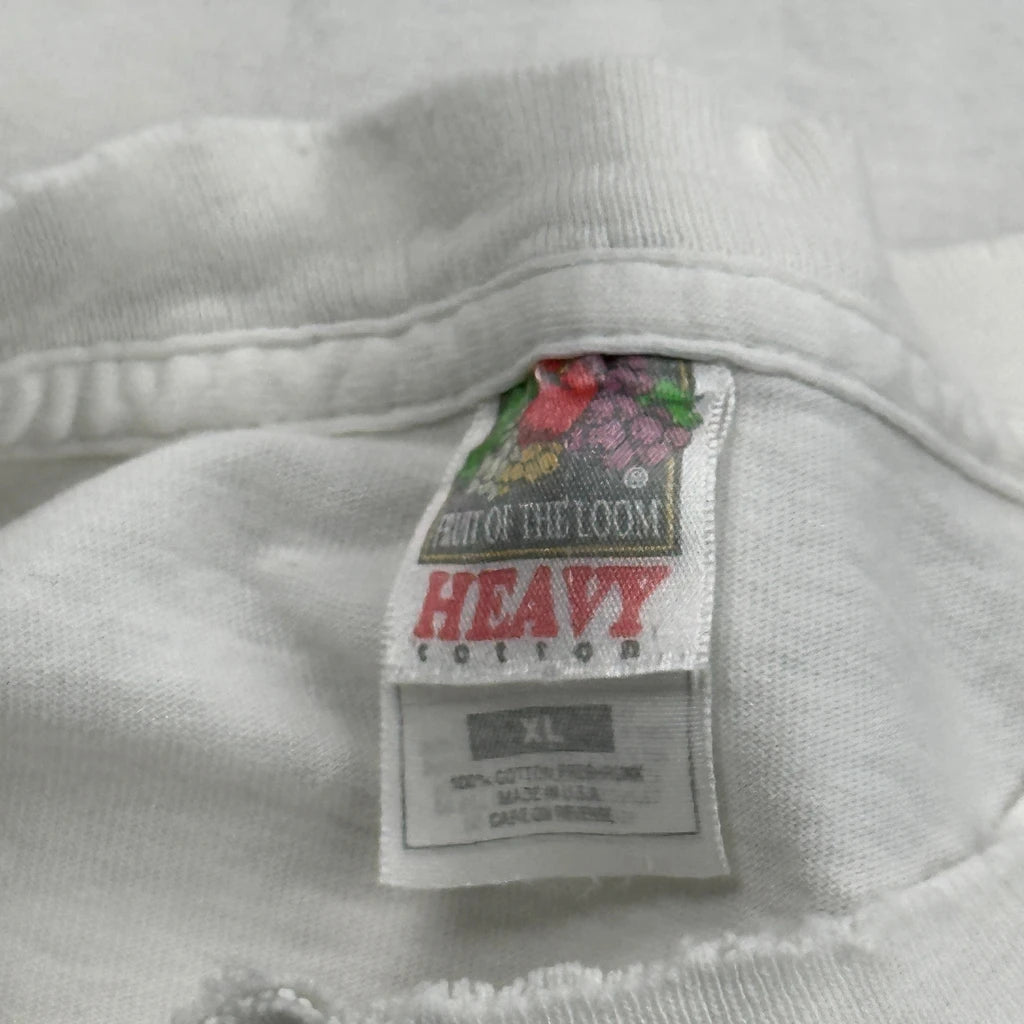 ®
FRUIT OF THE LOOM
HEAVY
COTTON
XL
100% COTTON PRESHRUNK
MADE IN U.S.A.
CARE ON REVERSE